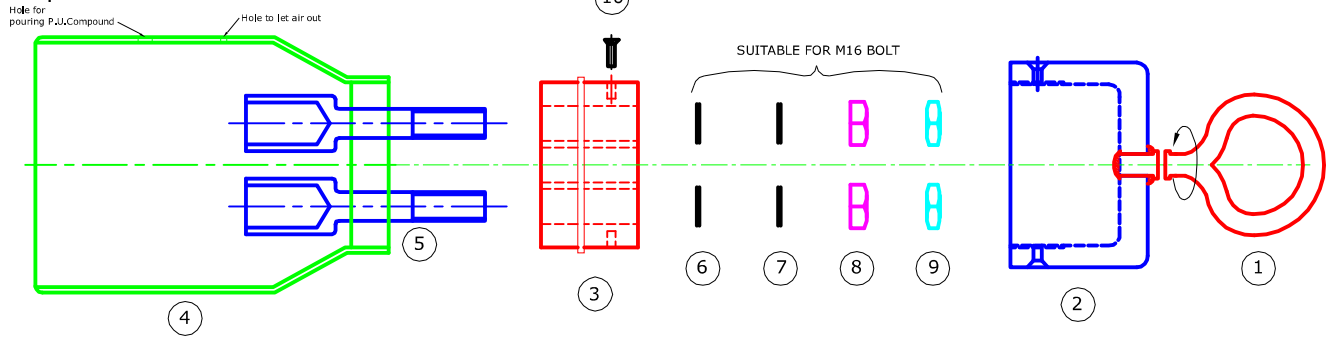 10
Hole for
pouring P.U.Compound
Hole to let air out
SUITABLE FOR M16 BOLT
5
6
7
8
9
3
4
2
1